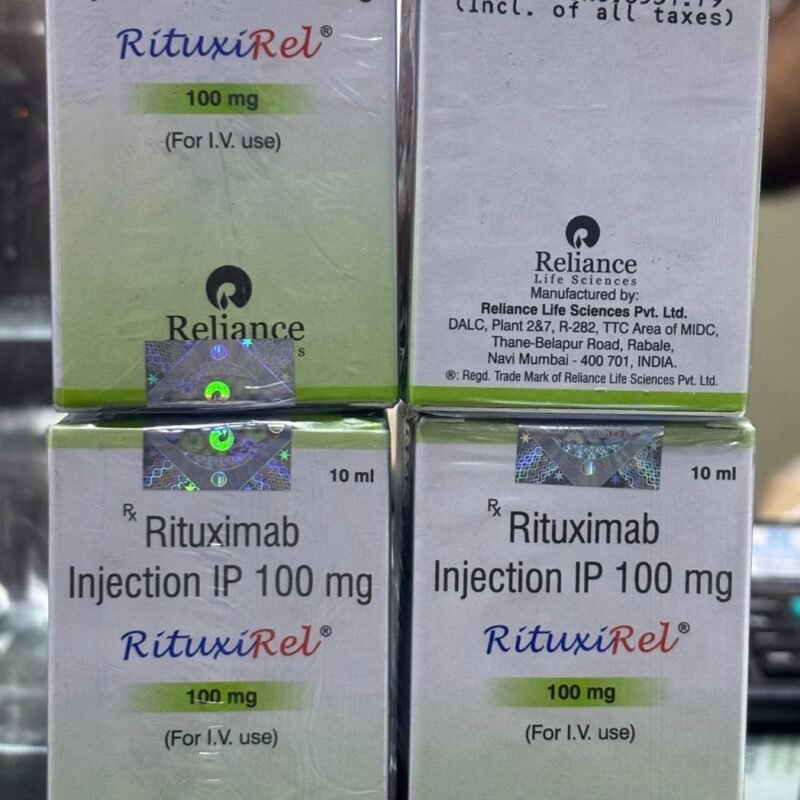 RituxiRel®
100 mg
(For I.V. use)
Reliance
(Incl. of all taxes)
Reliance
Life Sciences
Manufactured by:
Reliance Life Sciences Pvt. Ltd.
DALC, Plant 2&7, R-282, TTC Area of MIDC,
Thane-Belapur Road, Rabale,
Navi Mumbai - 400 701, INDIA.
®: Regd. Trade Mark of Reliance Life Sciences Pvt. Ltd.
10 ml
Rx Rituximab
Injection IP 100 mg
RituxiRel®
100 mg
(For I.V. use)
10 ml
Rx Rituximab
Injection IP 100 mg
RituxiRel®
100 mg
(For I.V. use)